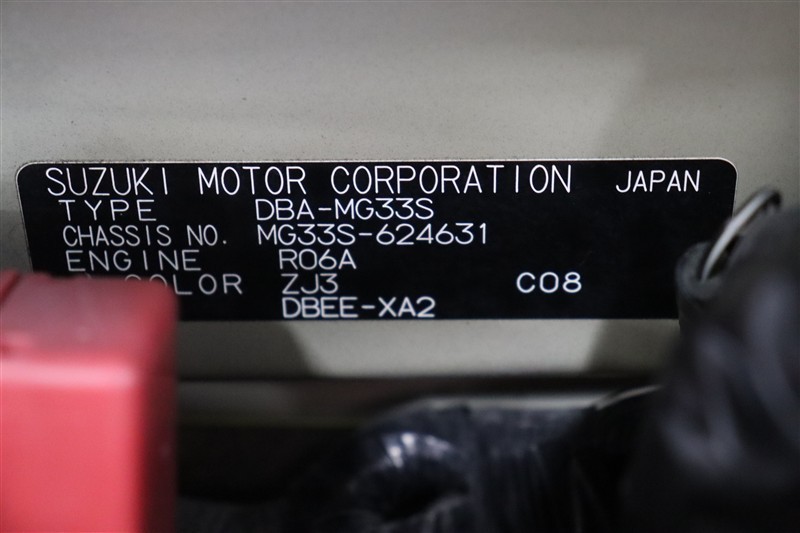 SUZUKI MOTOR CORPORATION JAPAN
TYPE DBA-MG33S
CHASSIS NO. MG33S-624631
ENGINE R06A
COLOR ZJ3 C08
DBEE-XA2